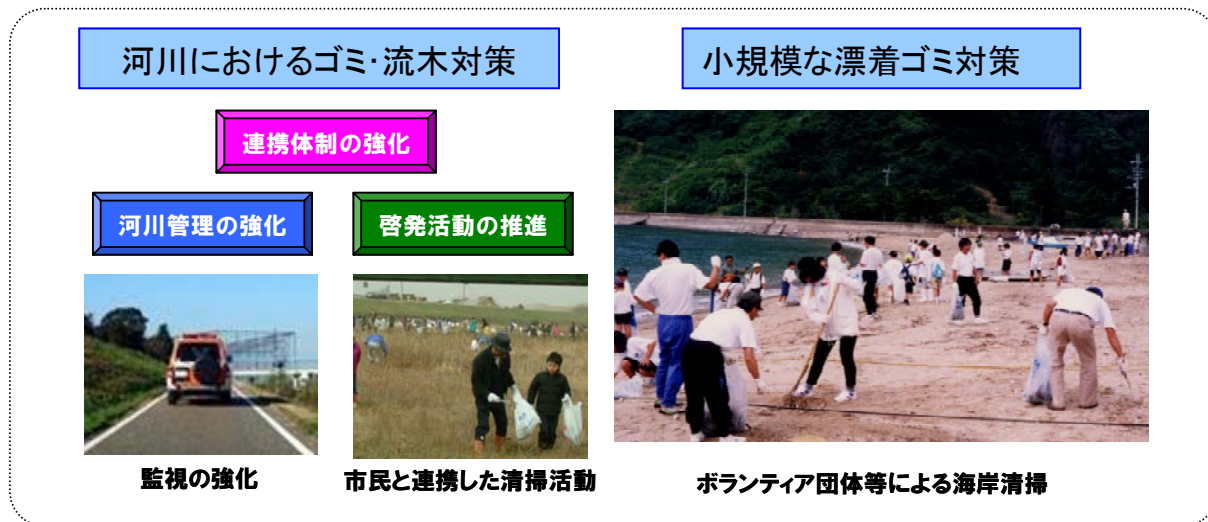 河川におけるゴミ・流木対策
連携体制の強化
河川管理の強化
啓発活動の推進
監視の強化
市民と連携した清掃活動
小規模な漂着ゴミ対策
ボランティア団体等による海岸清掃